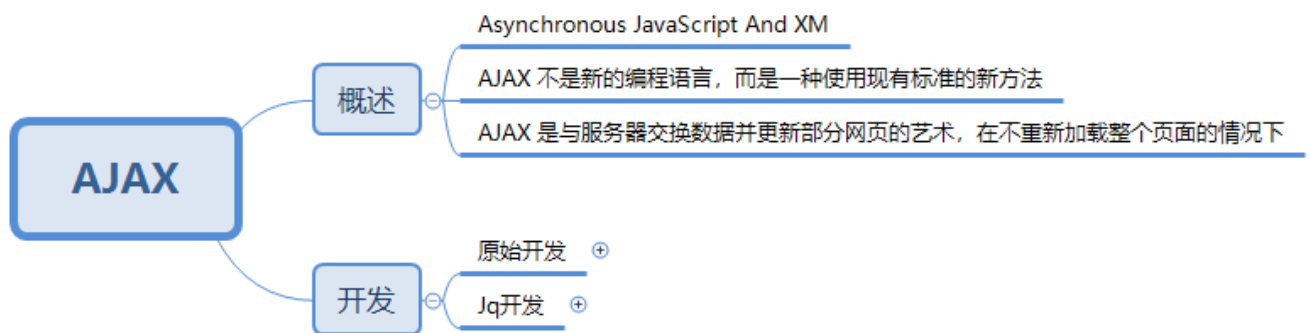 AJAX
概述
Asynchronous JavaScript And XM
AJAX 不是新的编程语言，而是一种使用现有标准的新方法
AJAX 是与服务器交换数据并更新部分网页的艺术，在不重新加载整个页面的情况下
开发
原始开发
Jq开发